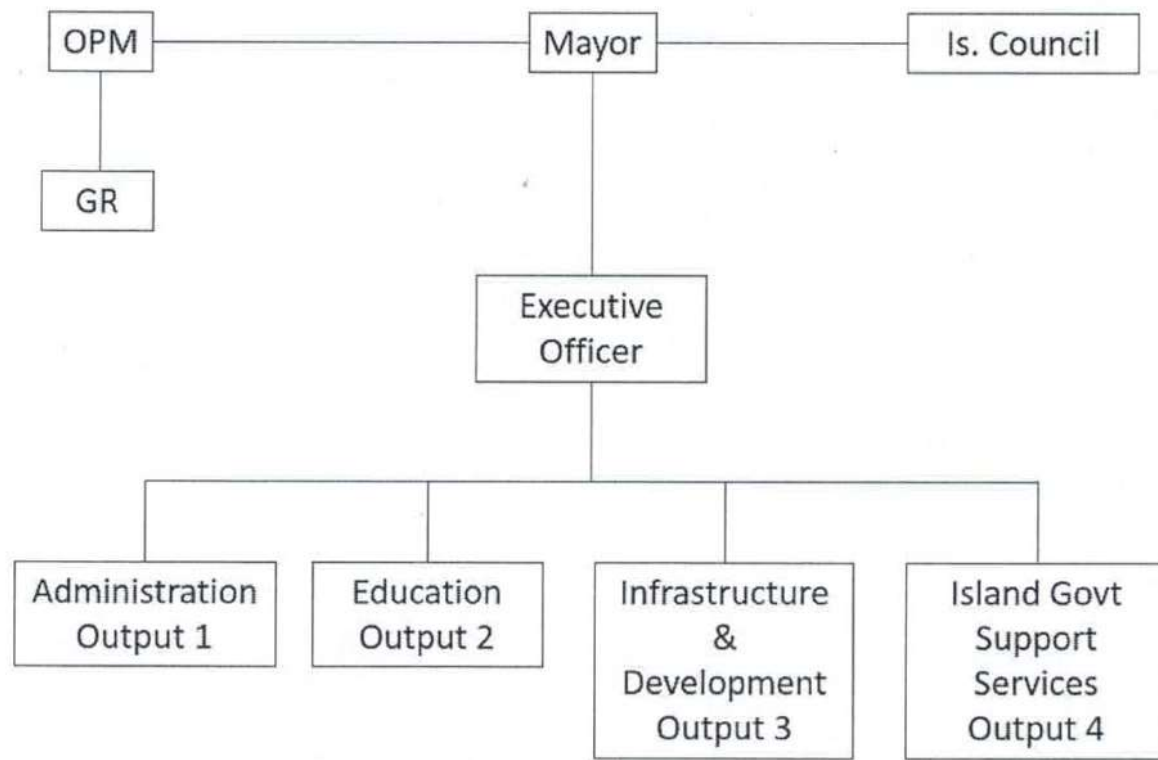 OPM
Mayor
Is. Council
GR
Executive
Officer
Administration
Output 1
Education
Output 2
Infrastructure
&
Development
Output 3
Island Govt
Support
Services
Output 4